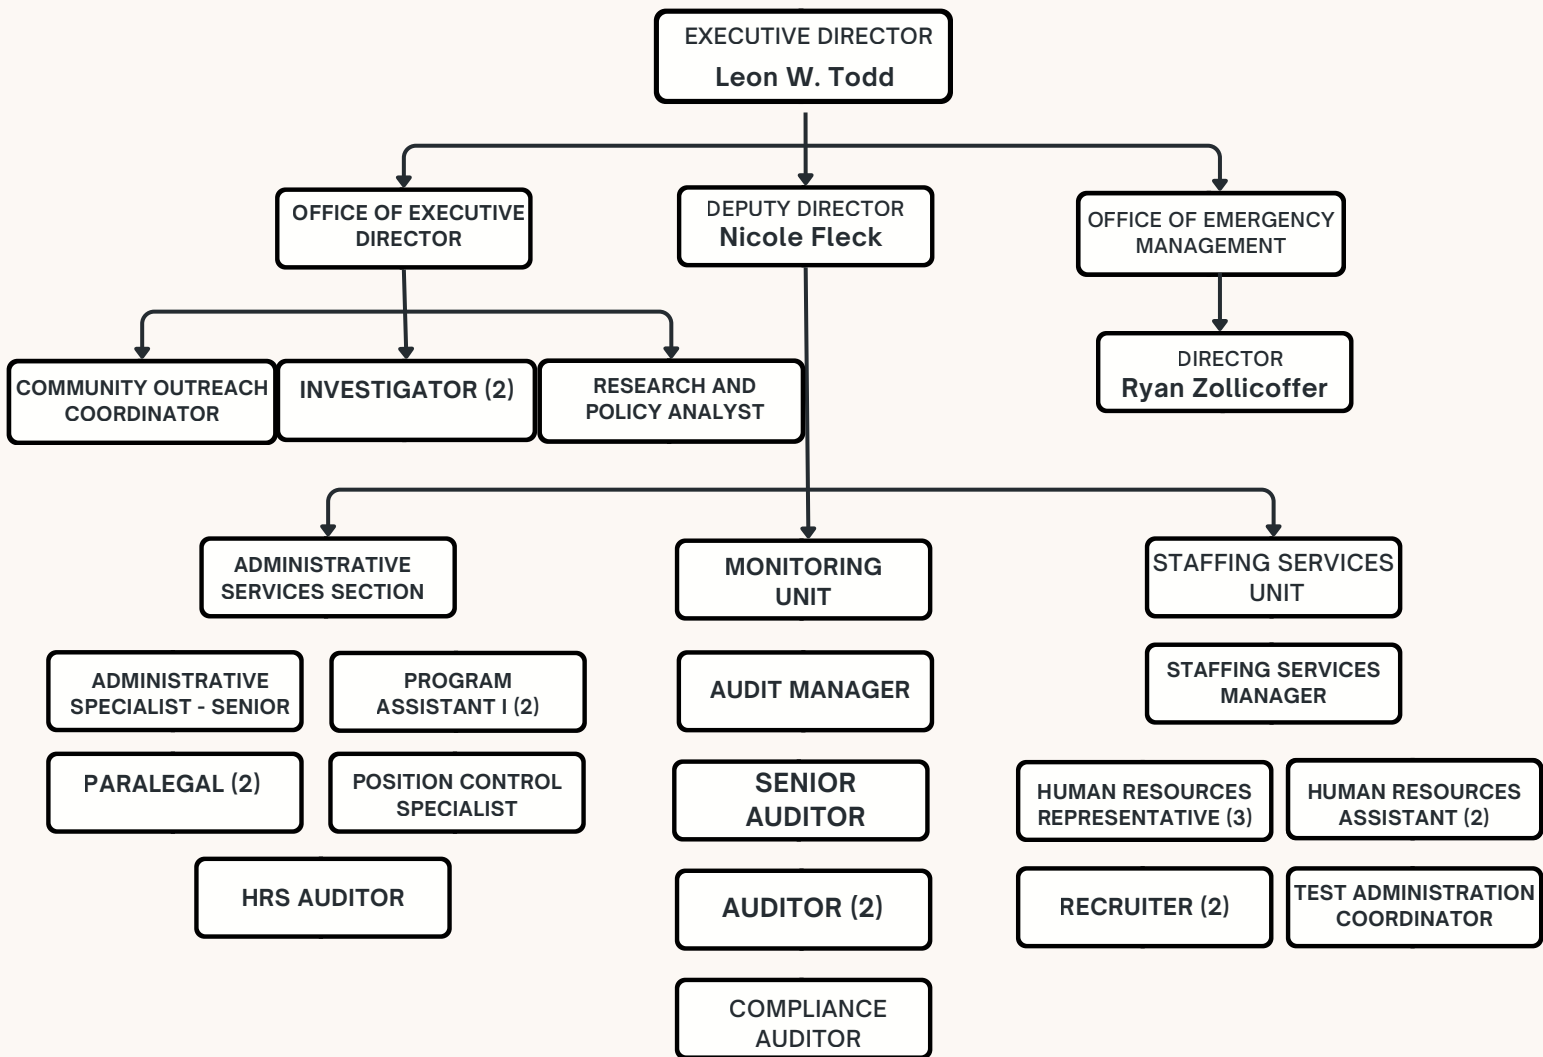 EXECUTIVE DIRECTOR
Leon W. Todd
OFFICE OF EXECUTIVE
DIRECTOR
DEPUTY DIRECTOR
Nicole Fleck
OFFICE OF EMERGENCY
MANAGEMENT
COMMUNITY OUTREACH
COORDINATOR
INVESTIGATOR (2)
RESEARCH AND
POLICY ANALYST
DIRECTOR
Ryan Zollicoffer
ADMINISTRATIVE
SERVICES SECTION
MONITORING
UNIT
STAFFING SERVICES
UNIT
ADMINISTRATIVE
SPECIALIST - SENIOR
PROGRAM
ASSISTANT I (2)
PARALEGAL (2)
POSITION CONTROL
SPECIALIST
HRS AUDITOR
AUDIT MANAGER
SENIOR
AUDITOR
AUDITOR (2)
COMPLIANCE
AUDITOR
STAFFING SERVICES
MANAGER
HUMAN RESOURCES
REPRESENTATIVE (3)
HUMAN RESOURCES
ASSISTANT (2)
RECRUITER (2)
TEST ADMINISTRATION
COORDINATOR